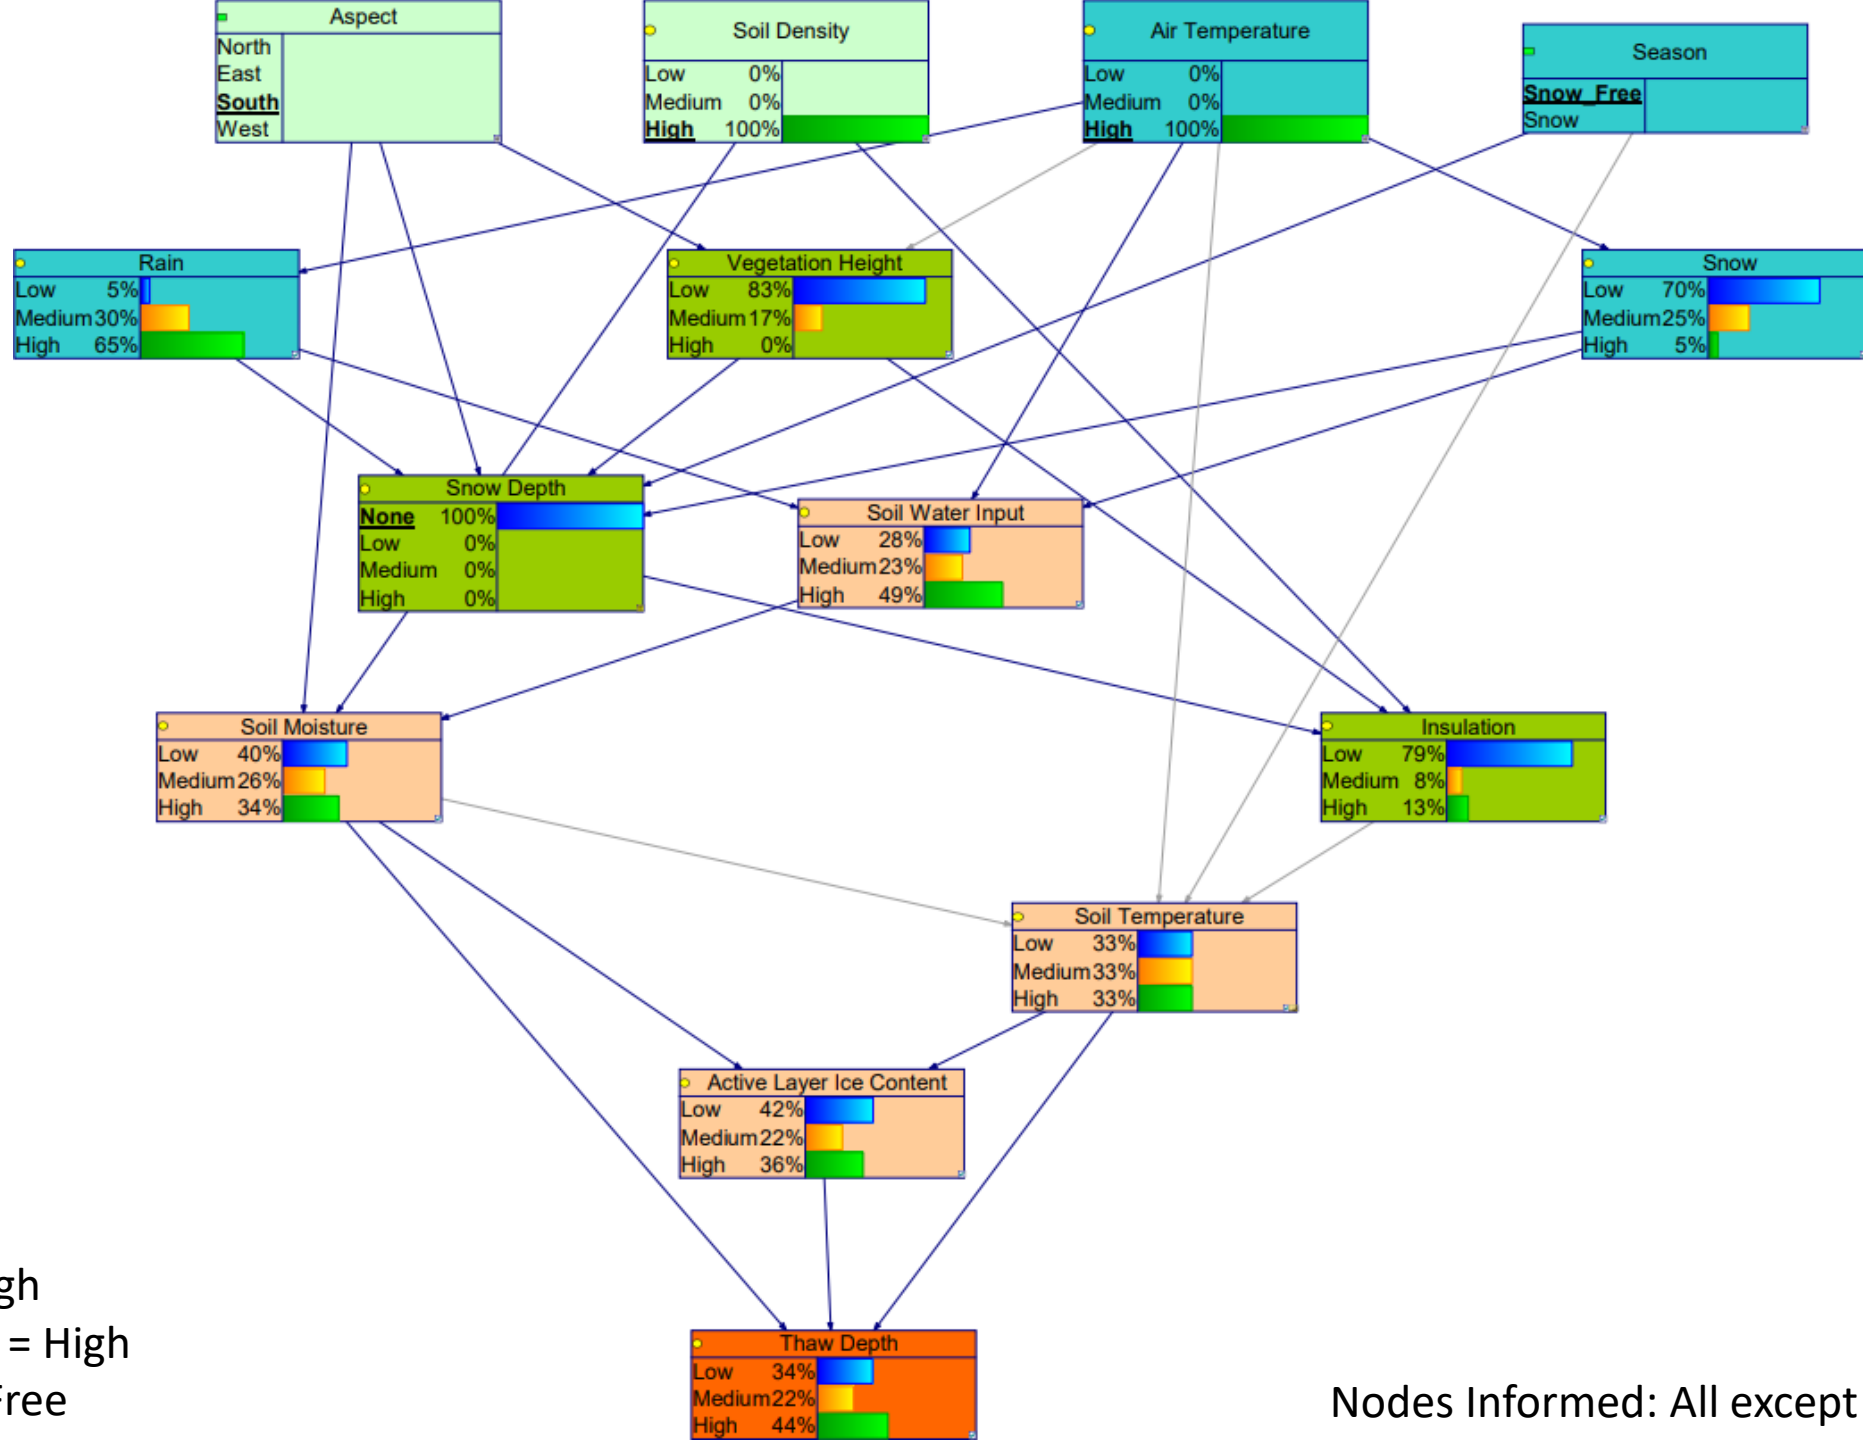 Aspect
North
East
South
West
Soil Density
Low 0%
Medium 0%
High 100%
Air Temperature
Low 0%
Medium 0%
High 100%
Season
Snow_Free
Snow
Rain
Low 5%
Medium 30%
High 65%
Vegetation Height
Low 83%
Medium 17%
High 0%
Snow
Low 70%
Medium 25%
High 5%
Snow Depth
None 100%
Low 0%
Medium 0%
High 0%
Soil Water Input
Low 28%
Medium 23%
High 49%
Soil Moisture
Low 40%
Medium 26%
High 34%
Insulation
Low 79%
Medium 8%
High 13%
Soil Temperature
Low 33%
Medium 33%
High 33%
Active Layer Ice Content
Low 42%
Medium 22%
High 36%
Thaw Depth
Low 34%
Medium 22%
High 44%
gh
= High
Free
Nodes Informed: All except